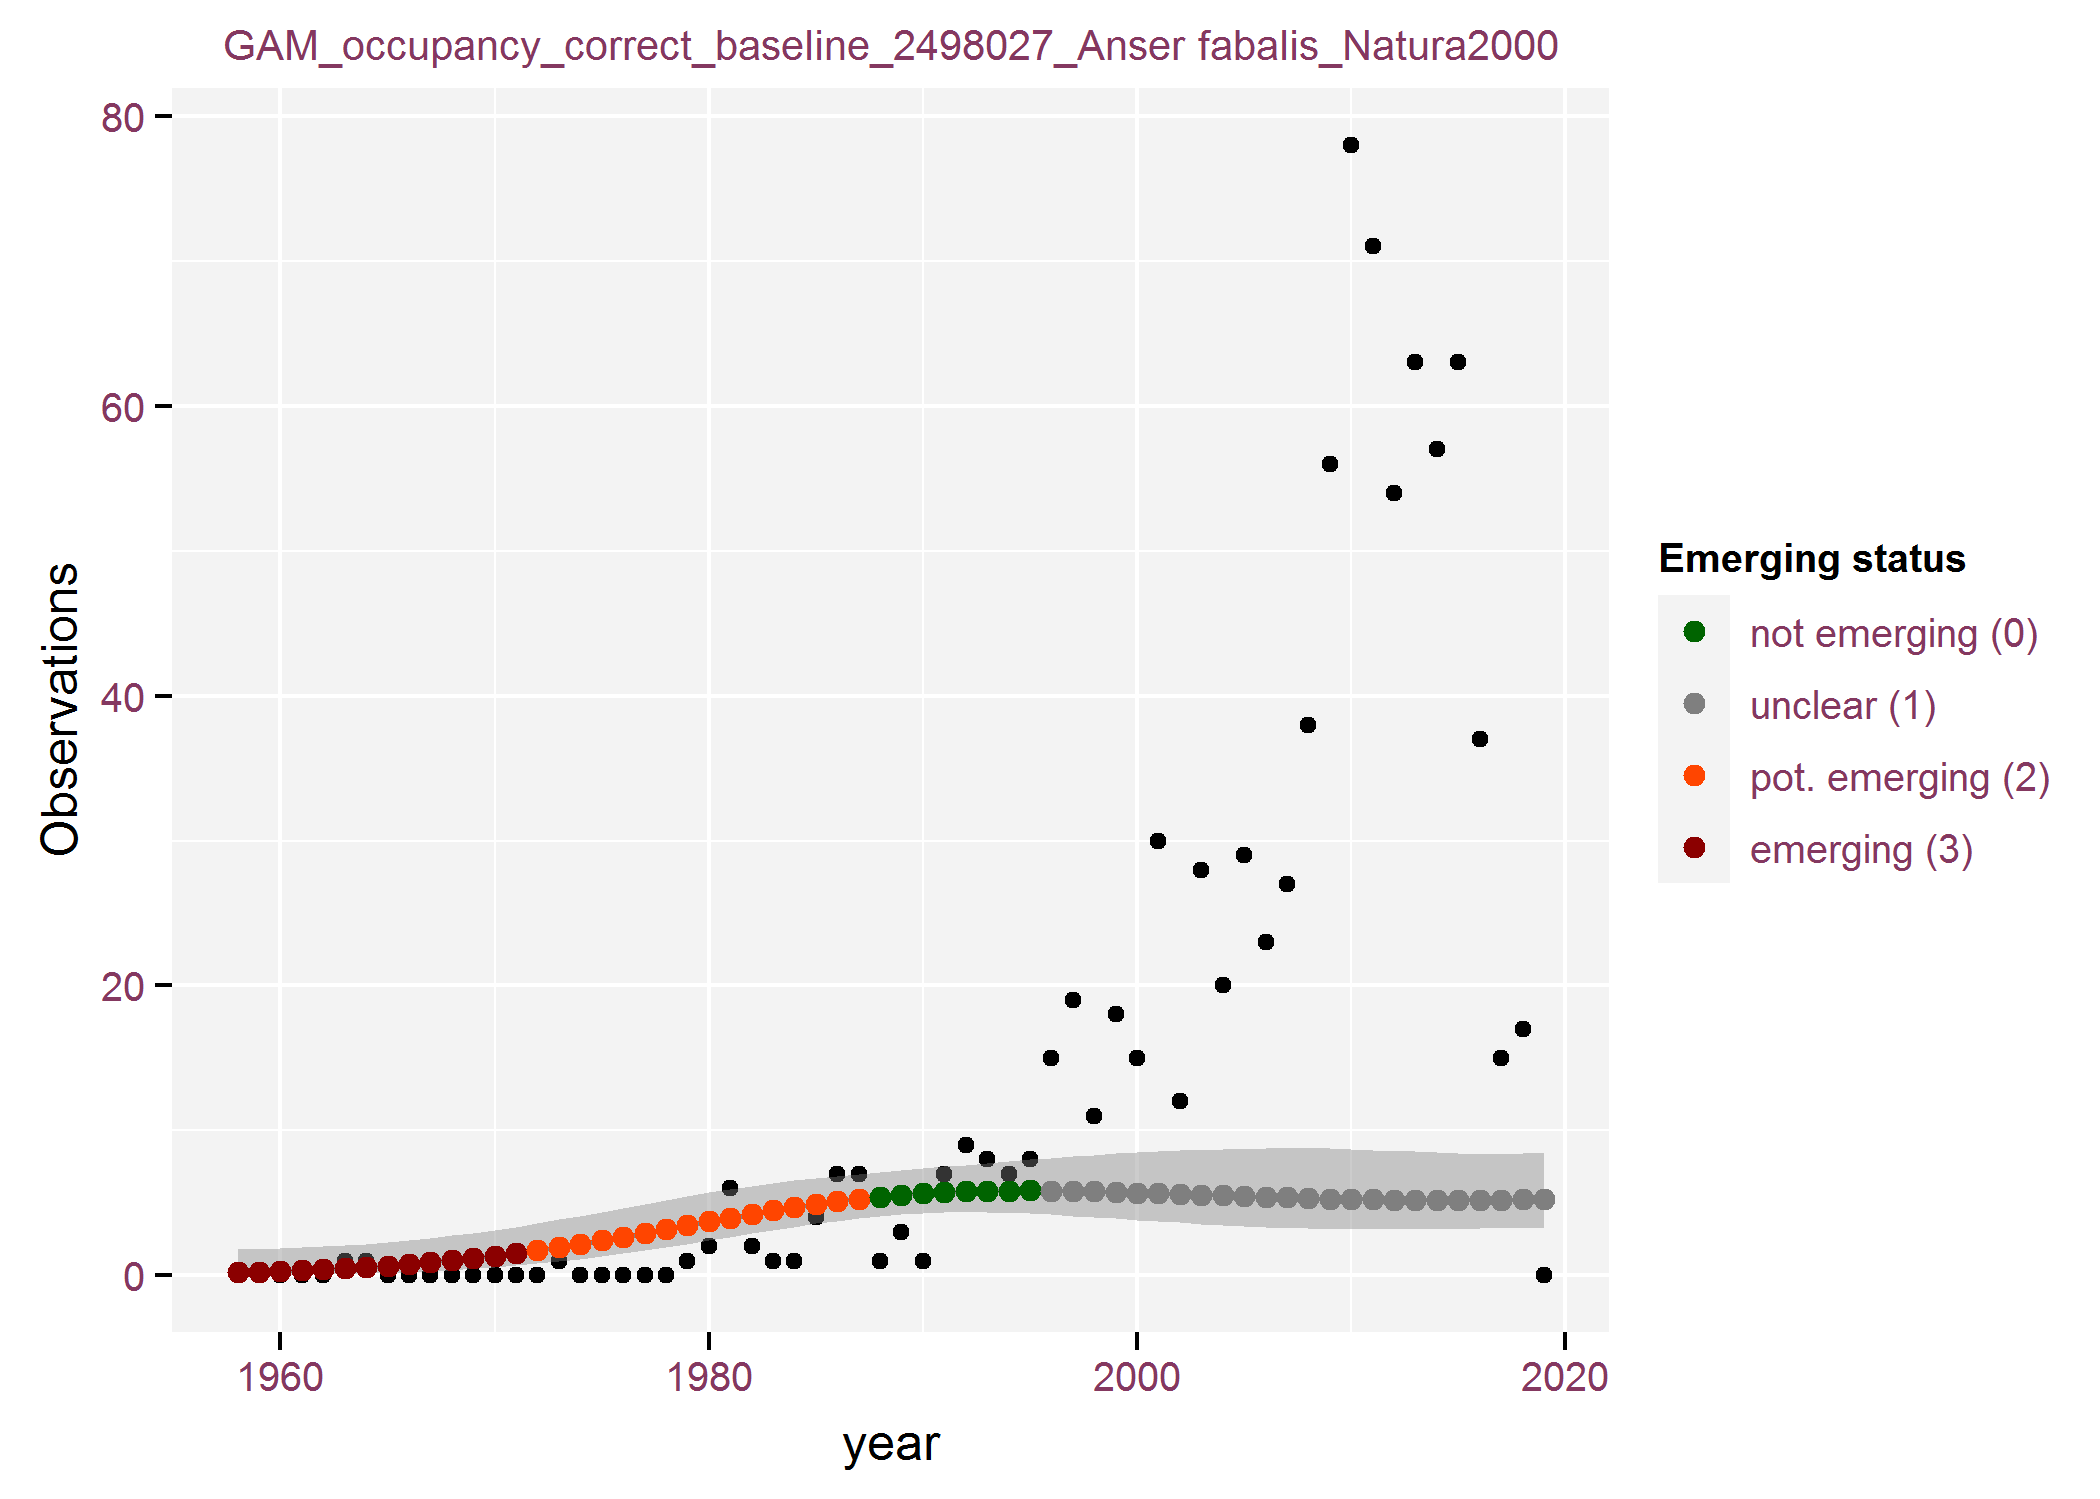 GAM_occupancy_correct_baseline_2498027_Anser fabalis_Natura2000
80
60
40
20
0
Observations
1960
1980
2000
2020
year
Emerging status
not emerging (0)
unclear (1)
pot. emerging (2)
emerging (3)